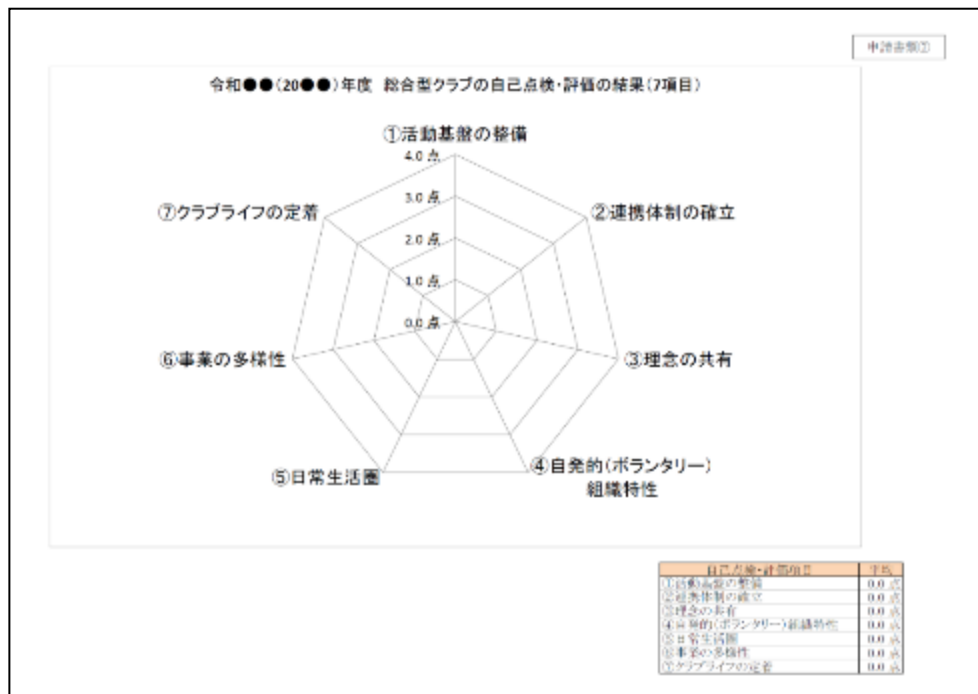 申請書類⑦
令和●●(20●●)年度 総合型クラブの自己点検・評価の結果(7項目)
①活動基盤の整備
4.0 点
3.0 点
2.0 点
1.0 点
0.0 点
②連携体制の確立
③理念の共有
④自発的(ボランタリー)
組織特性
⑤日常生活圏
⑥事業の多様性
⑦クラブライフの定着
自己点検・評価項目 平均
①活動基盤の整備 0.0 点
②連携体制の確立 0.0 点
③理念の共有 0.0 点
④自発的(ボランタリー)組織特性 0.0 点
⑤日常生活圏 0.0 点
⑥事業の多様性 0.0 点
⑦クラブライフの定着 0.0 点